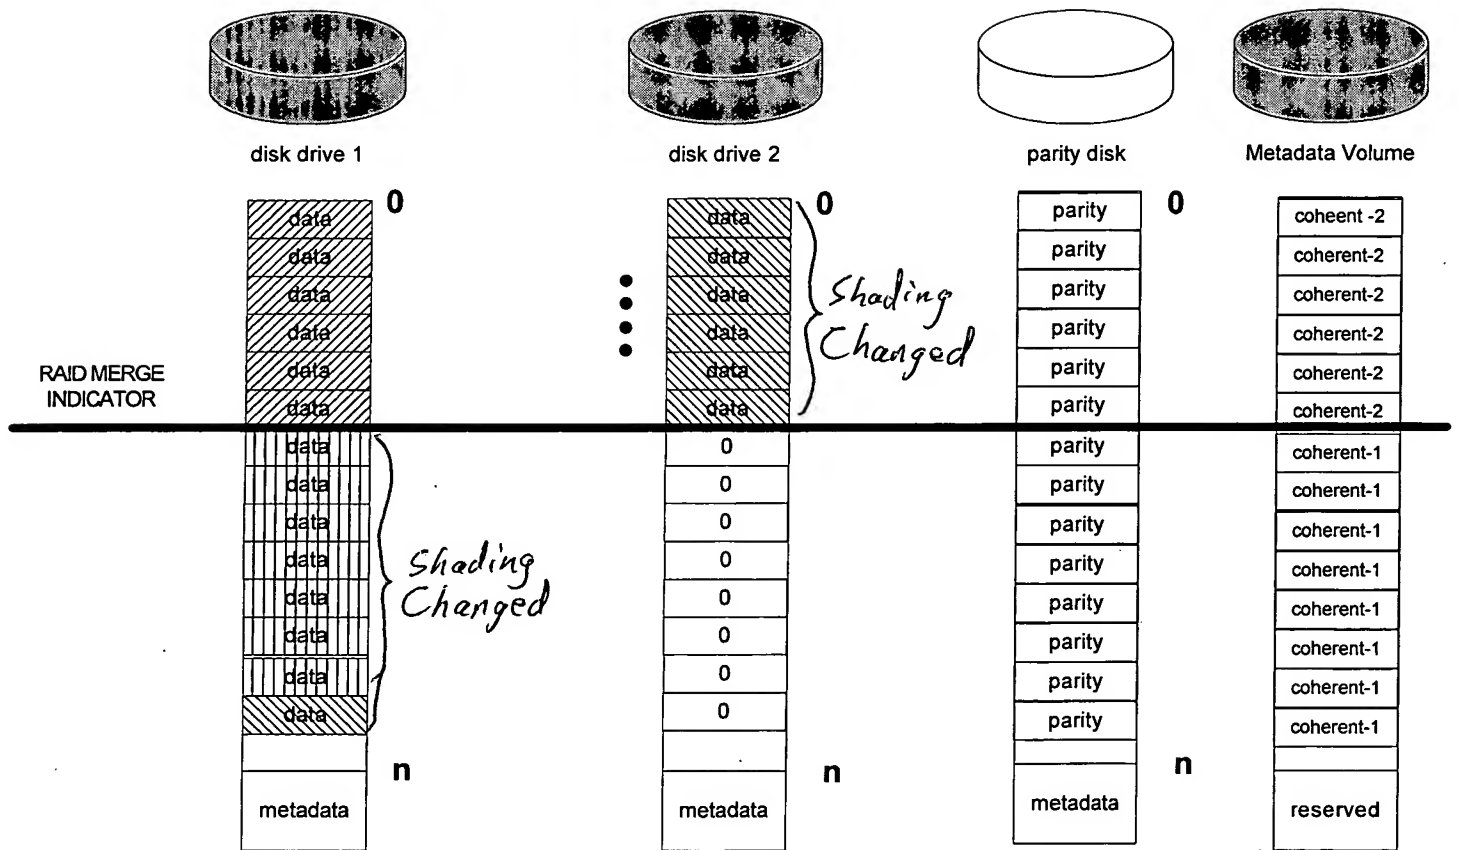 disk drive 1
disk drive 2
parity disk
Metadata Volume
0
0
0
data
data
parity
coheent -2
data
data
parity
coherent-2
data
data
parity
coherent-2
data
data
parity
coherent-2
data
data
parity
coherent-2
data
data
parity
coherent-2
Shading
Changed
RAID MERGE
INDICATOR
data
0
parity
coherent-1
data
0
parity
coherent-1
data
0
parity
coherent-1
data
0
parity
coherent-1
data
0
parity
coherent-1
data
0
parity
coherent-1
data
0
parity
coherent-1
data
0
parity
coherent-1
Shading
Changed
n
n
n
metadata
metadata
metadata
reserved